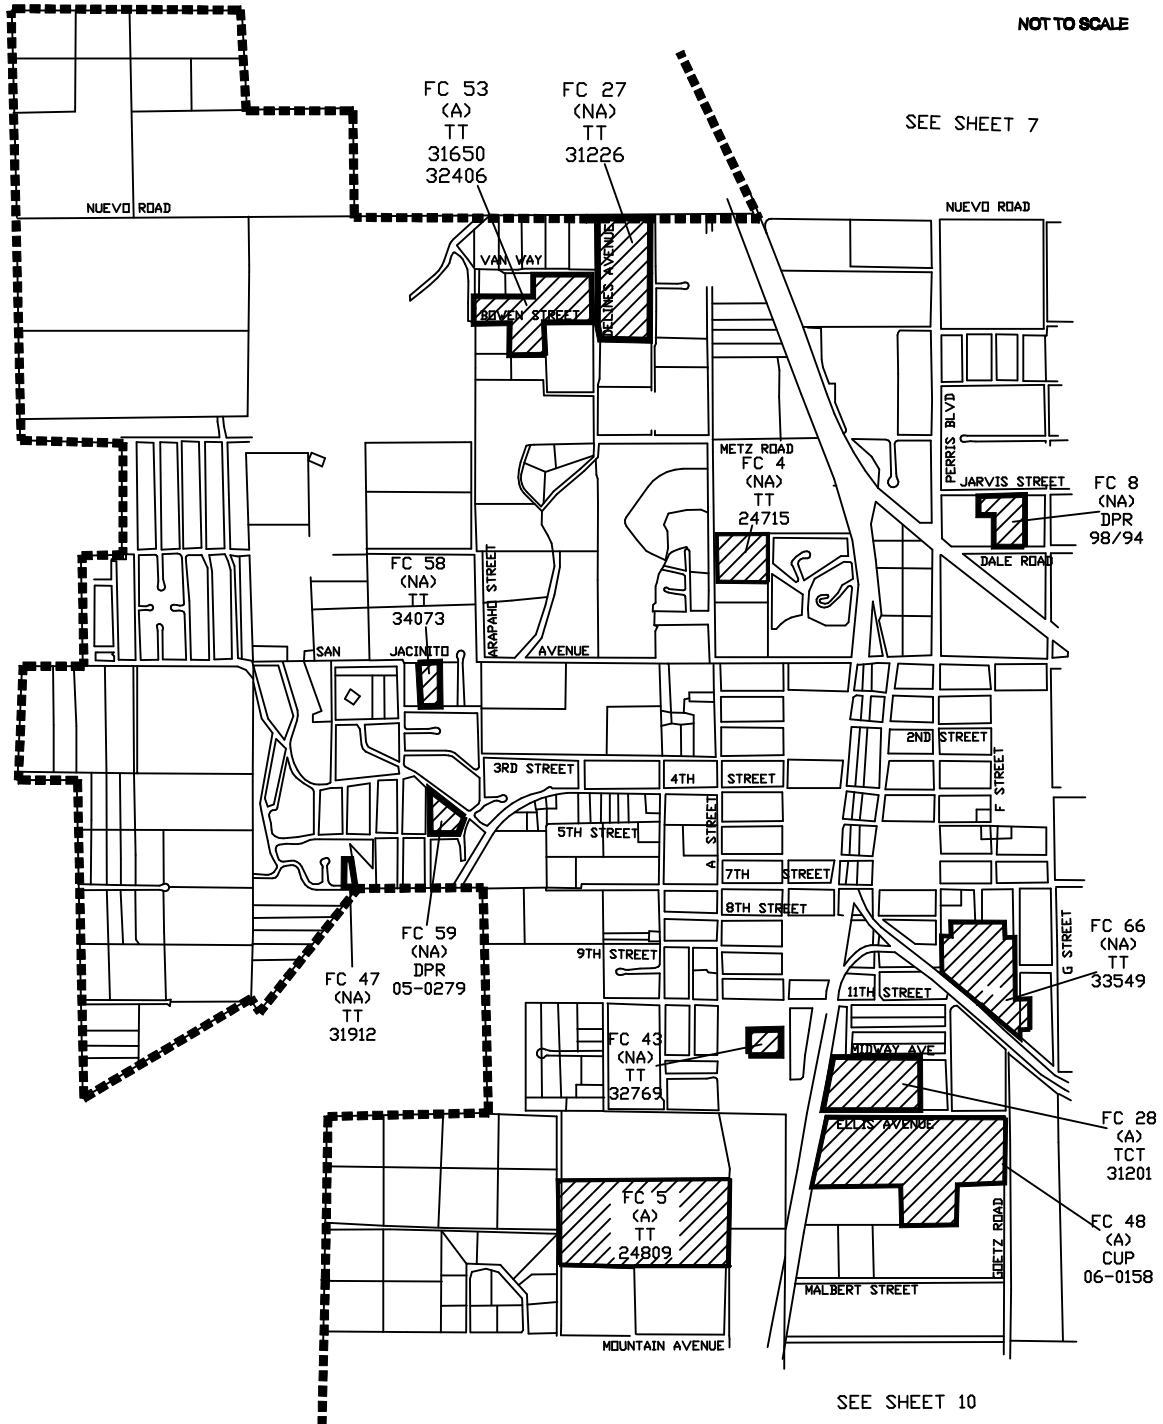 NOT TO SCALE
FC 53
(A)
TT
31650
32406
FC 27
(NA)
TT
31226
SEE SHEET 7
NUEVO ROAD
NUEVO ROAD
VAN WAY
DELINES AVENUE
BOWEN STREET
PERRIS BLVD
METZ ROAD
FC 4
(NA)
TT
24715
JARVIS STREET
FC 8
(NA)
DPR
98/94
DALE ROAD
FC 58
(NA)
TT
34073
ARAPAHO STREET
SAN JACINITO AVENUE
2ND STREET
3RD STREET
4TH STREET
F STREET
A STREET
5TH STREET
7TH STREET
8TH STREET
G STREET
FC 66
(NA)
TT
33549
FC 59
(NA)
DPR
05-0279
9TH STREET
FC 47
(NA)
TT
31912
11TH STREET
FC 43
(NA)
TT
32769
MIDWAY AVE
ELLIS AVENUE
FC 28
(A)
TCT
31201
FC 5
(A)
TT
24809
GOETZ ROAD
FC 48
(A)
CUP
06-0158
MALBERT STREET
MOUNTAIN AVENUE
SEE SHEET 10